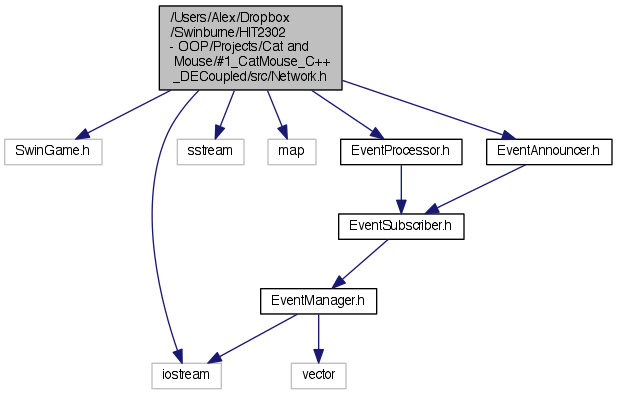 /Users/Alex/Dropbox
/Swinburne/HIT2302
- OOP/Projects/Cat and
Mouse/#1_CatMouse_C++
_DECoupled/src/Network.h
SwinGame.h
sstream
map
EventProcessor.h
EventAnnouncer.h
EventSubscriber.h
EventManager.h
iostream
vector